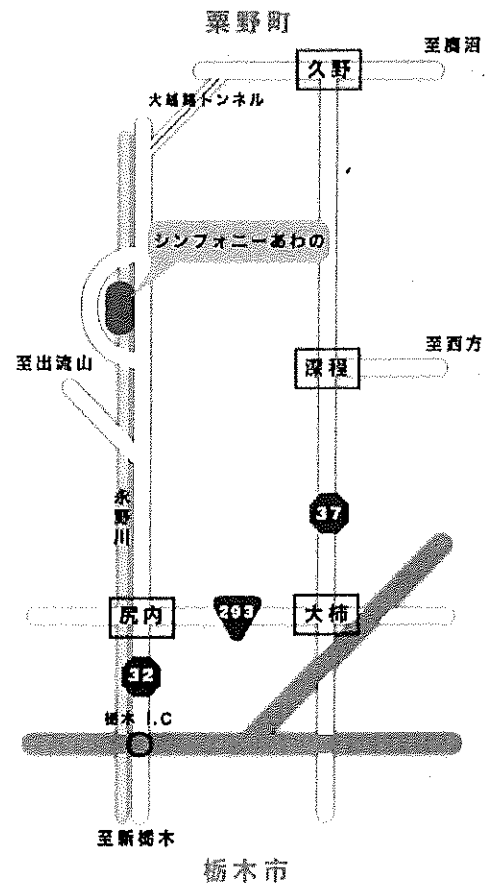 粟野町
至鹿沼
久野
大越路トンネル
シンフォニーあわの
至西方
至出流山
深程
永野川
37
尻内
293
大柿
32
栃木 I.C
至新栃木
栃木市